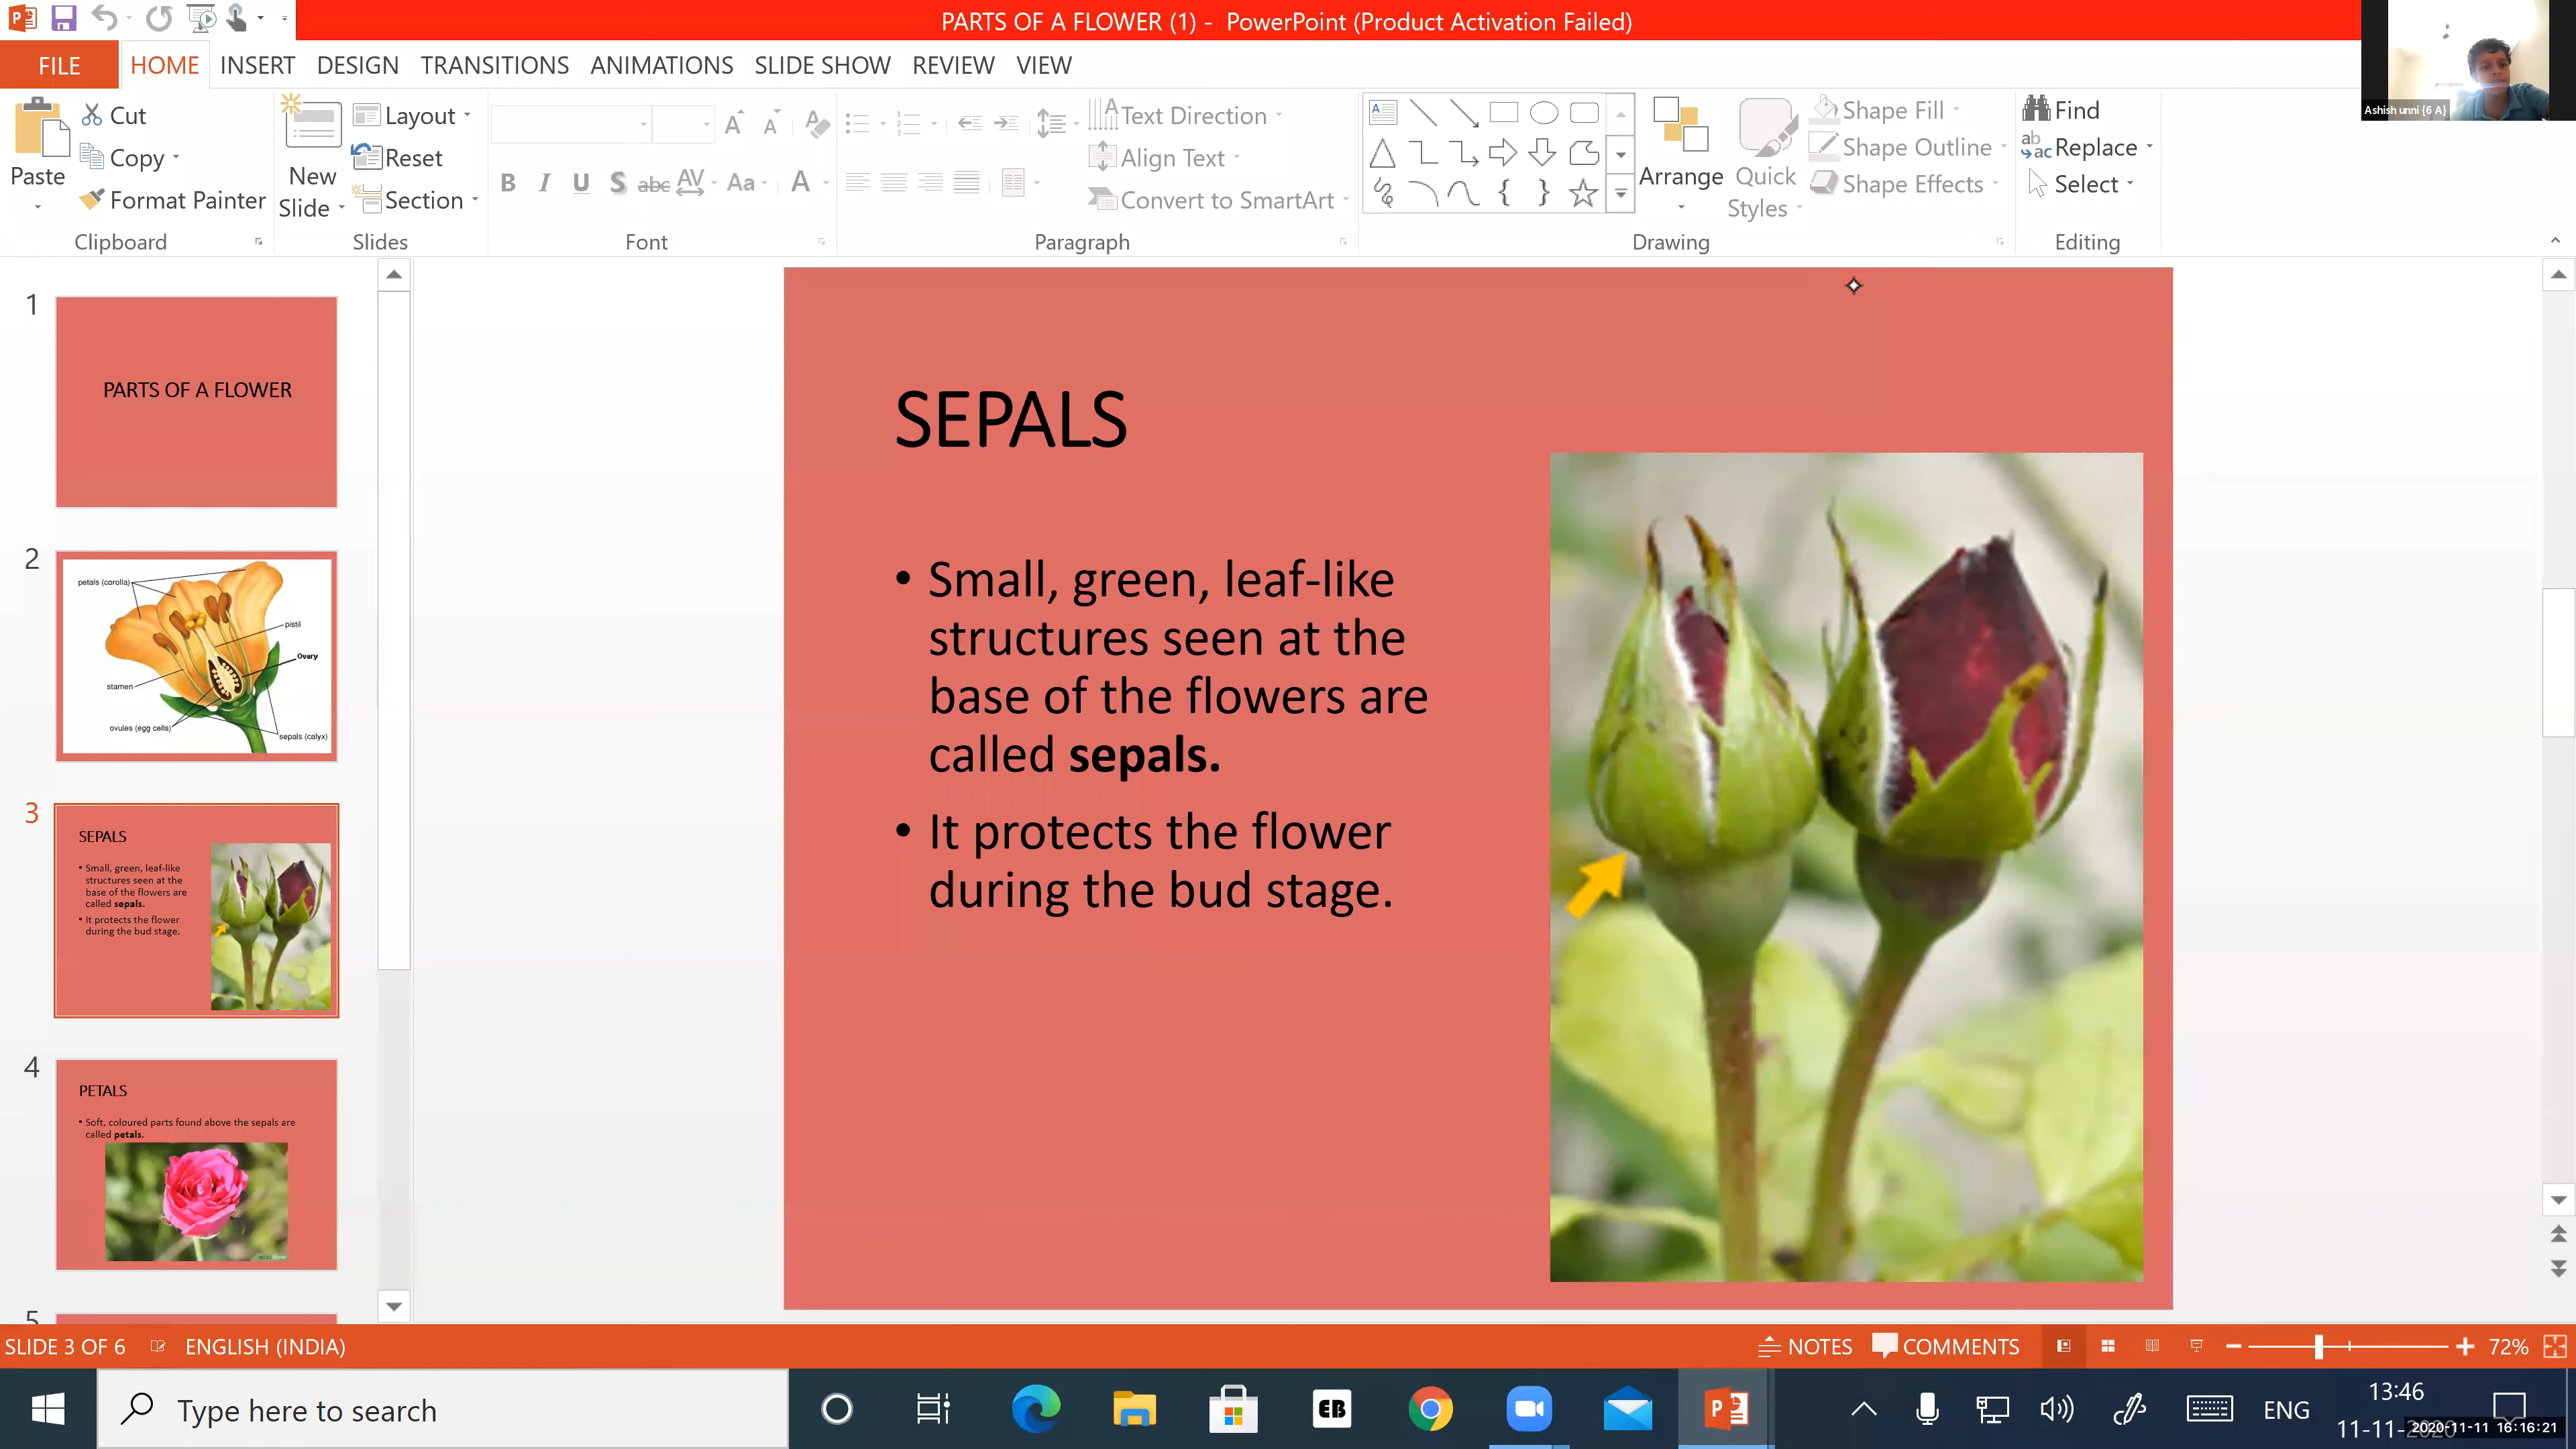 PARTS OF A FLOWER (1) - PowerPoint (Product Activation Failed)
FILE HOME INSERT DESIGN TRANSITIONS ANIMATIONS SLIDE SHOW REVIEW VIEW
Ashish unni {6 A}
Paste
Cut
Copy
Format Painter
Clipboard
New
Slide
Layout
Reset
Section
Slides
B I U S abc AV Aa A
Font
Text Direction
Align Text
Convert to SmartArt
Paragraph
Arrange
Quick
Styles
Shape Fill
Shape Outline
Shape Effects
Drawing
Find
Replace
Select
Editing
1
PARTS OF A FLOWER
2
petals (corolla)
pistil
Ovary
stamen
ovules (egg cells)
sepals (calyx)
3
SEPALS
• Small, green, leaf-like
structures seen at the
base of the flowers are
called sepals.
• It protects the flower
during the bud stage.
4
PETALS
• Soft, coloured parts found above the sepals are
called petals.
5
SEPALS
• Small, green, leaf-like
structures seen at the
base of the flowers are
called sepals.
• It protects the flower
during the bud stage.
SLIDE 3 OF 6 ENGLISH (INDIA)
NOTES COMMENTS 72%
Type here to search
ENG
13:46
11-11-
2020-11-11 16:16:21